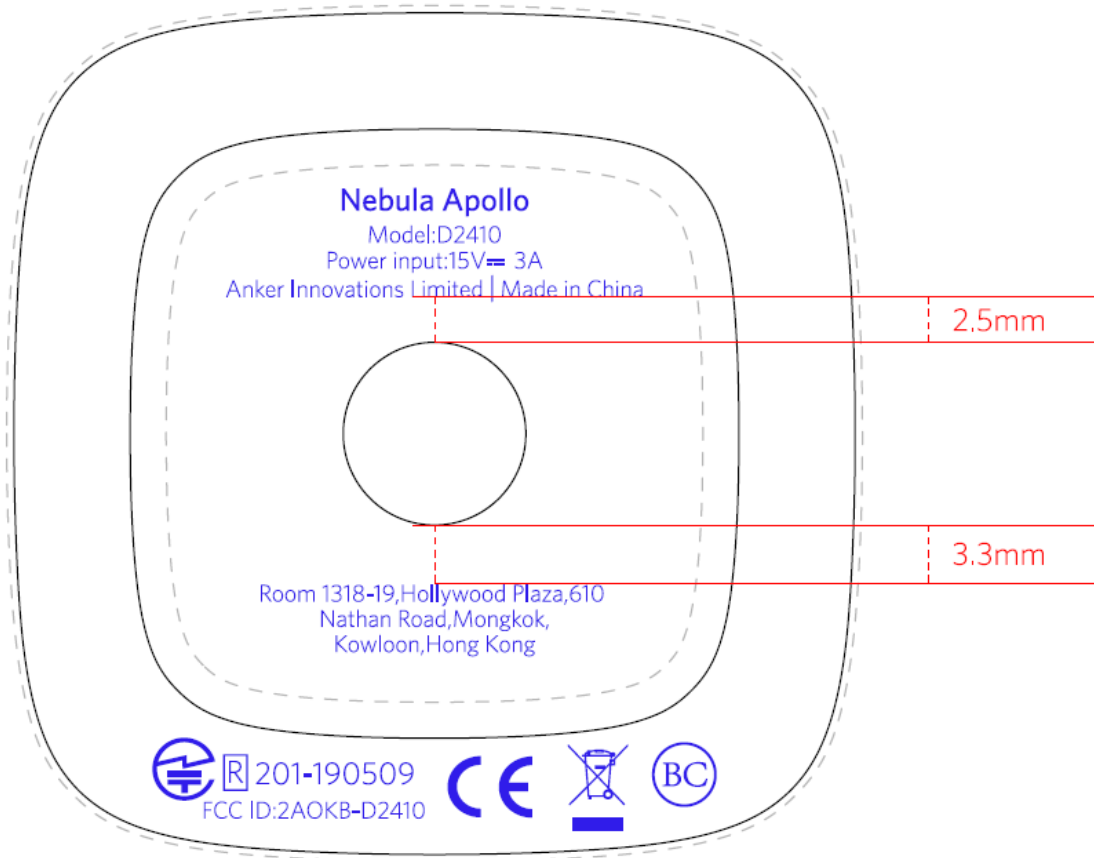 Nebula Apollo
Model:D2410
Power input:15V⎓ 3A
Anker Innovations Limited | Made in China
2.5mm
3.3mm
Room 1318-19,Hollywood Plaza,610
Nathan Road,Mongkok,
Kowloon,Hong Kong
R 201-190509
FCC ID:2AOKB-D2410
CE
BC